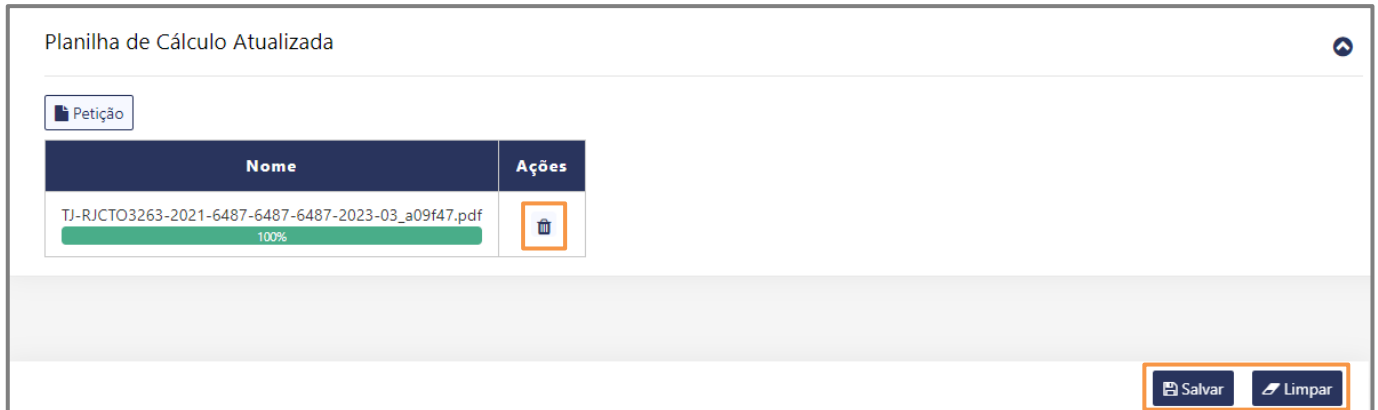 Planilha de Cálculo Atualizada
Petição
Nome Ações
TJ-RJCTO3263-2021-6487-6487-6487-2023-03_a09f47.pdf
100%
Salvar Limpar